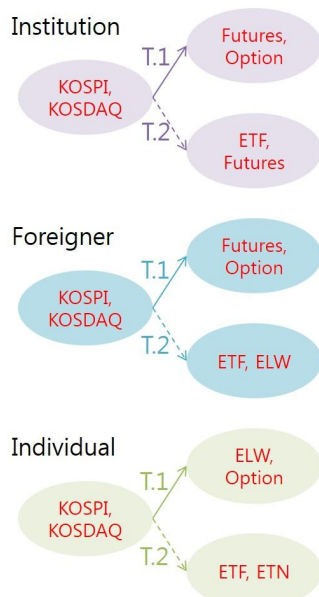 Institution
Futures,
Option
T.1
KOSPI,
KOSDAQ
T.2
ETF,
Futures
Foreigner
Futures,
Option
T.1
KOSPI,
KOSDAQ
T.2
ETF, ELW
Individual
ELW,
Option
T.1
KOSPI,
KOSDAQ
T.2
ETF, ETN